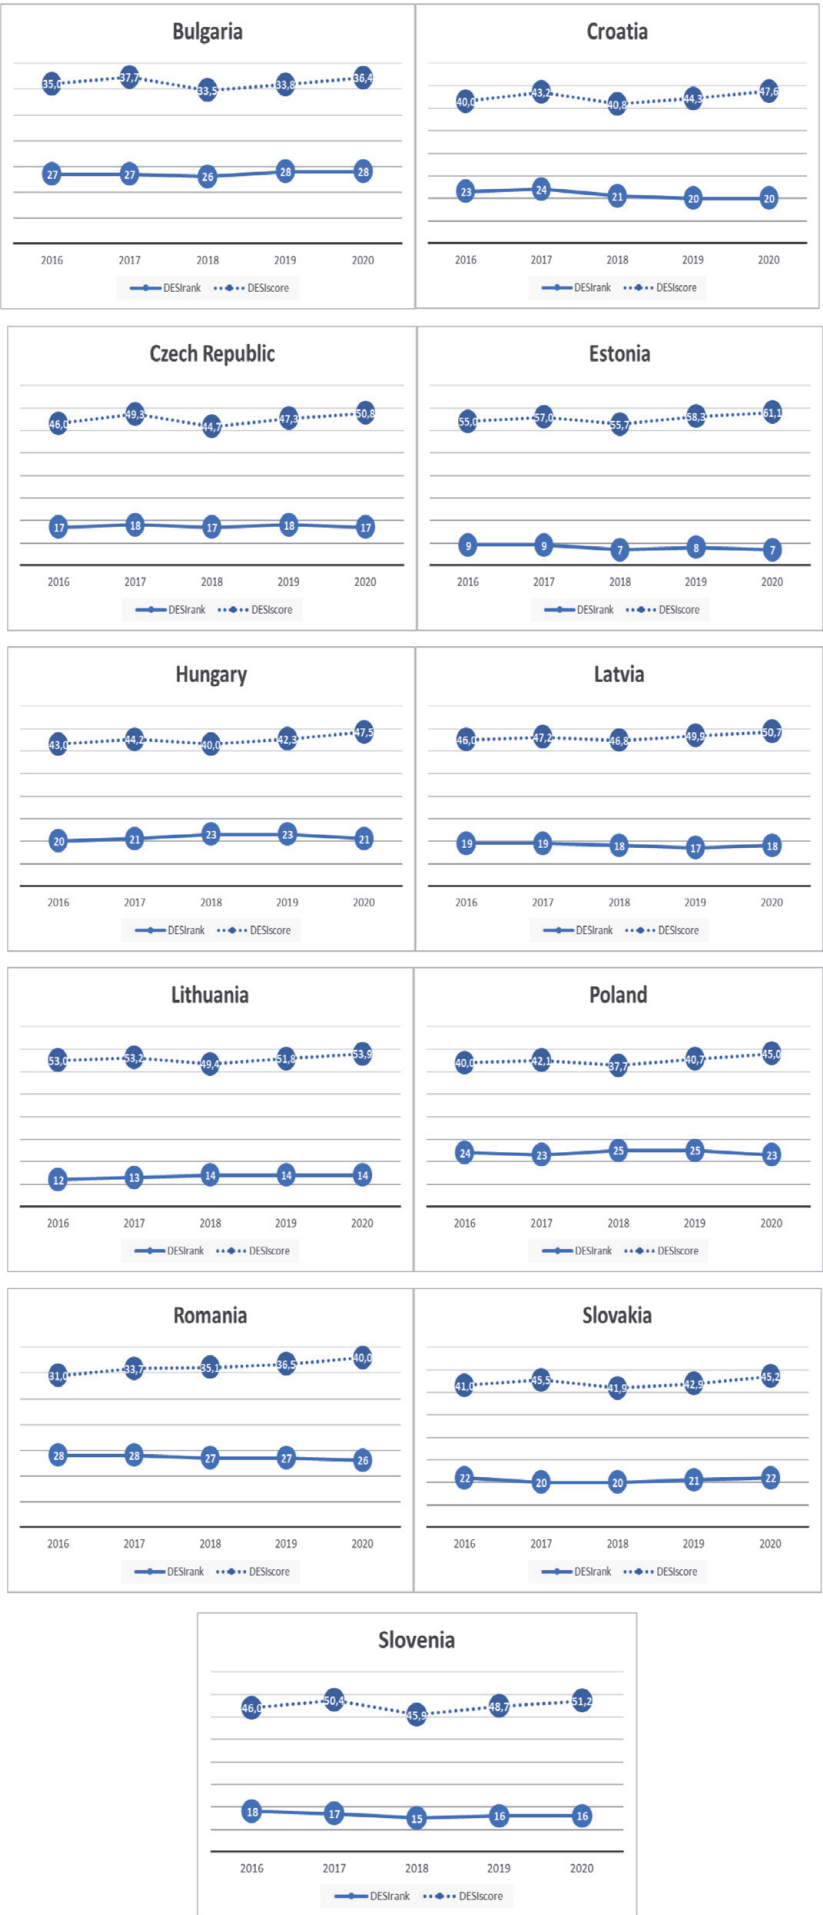 Bulgaria
35,0 37,7 33,5 33,8 36,4
27 27 26 28 28
2016 2017 2018 2019 2020
DESIrank DESIscore
Croatia
40,0 43,2 40,8 44,3 47,6
23 24 21 20 20
2016 2017 2018 2019 2020
DESIrank DESIscore
Czech Republic
46,0 49,3 44,7 47,3 50,8
17 18 17 18 17
2016 2017 2018 2019 2020
DESIrank DESIscore
Estonia
55,0 57,0 55,7 58,3 61,1
9 9 7 8 7
2016 2017 2018 2019 2020
DESIrank DESIscore
Hungary
43,0 44,2 40,0 42,3 47,5
20 21 23 23 21
2016 2017 2018 2019 2020
DESIrank DESIscore
Latvia
46,0 47,2 46,8 49,9 50,7
19 19 18 17 18
2016 2017 2018 2019 2020
DESIrank DESIscore
Lithuania
53,0 53,2 49,4 51,8 53,9
12 13 14 14 14
2016 2017 2018 2019 2020
DESIrank DESIscore
Poland
40,0 42,1 37,7 40,7 45,0
24 23 25 25 23
2016 2017 2018 2019 2020
DESIrank DESIscore
Romania
31,0 33,7 35,1 36,5 40,0
28 28 27 27 26
2016 2017 2018 2019 2020
DESIrank DESIscore
Slovakia
41,0 45,5 41,9 42,9 45,2
22 20 20 21 22
2016 2017 2018 2019 2020
DESIrank DESIscore
Slovenia
46,0 50,4 45,9 48,7 51,2
18 17 15 16 16
2016 2017 2018 2019 2020
DESIrank DESIscore